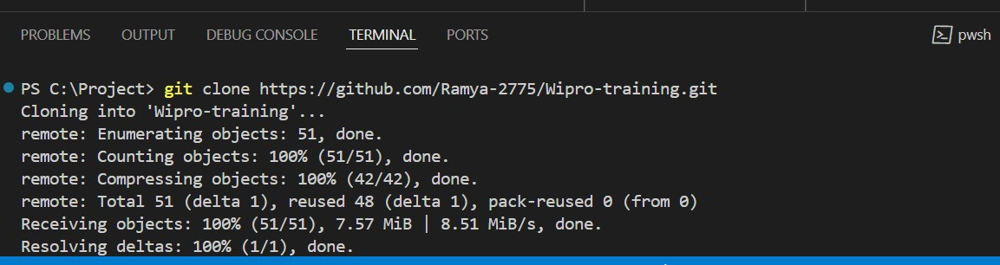 PROBLEMS OUTPUT DEBUG CONSOLE TERMINAL PORTS pwsh
PS C:\Project> git clone https://github.com/Ramya-2775/Wipro-training.git
Cloning into 'Wipro-training'...
remote: Enumerating objects: 51, done.
remote: Counting objects: 100% (51/51), done.
remote: Compressing objects: 100% (42/42), done.
remote: Total 51 (delta 1), reused 48 (delta 1), pack-reused 0 (from 0)
Receiving objects: 100% (51/51), 7.57 MiB | 8.51 MiB/s, done.
Resolving deltas: 100% (1/1), done.